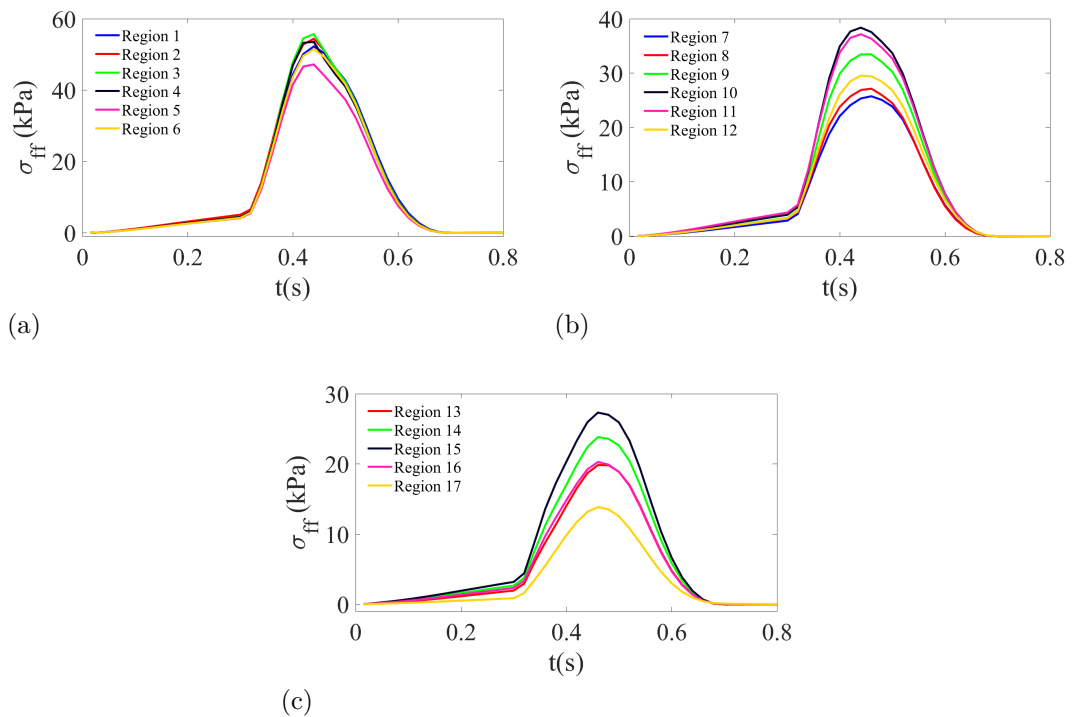 60
40
20
0
σff (kPa)
Region 1
Region 2
Region 3
Region 4
Region 5
Region 6
0 0.2 0.4 0.6 0.8
t(s)
(a)
40
30
20
10
0
σff (kPa)
Region 7
Region 8
Region 9
Region 10
Region 11
Region 12
0 0.2 0.4 0.6 0.8
t(s)
(b)
30
20
10
0
σff (kPa)
Region 13
Region 14
Region 15
Region 16
Region 17
0 0.2 0.4 0.6 0.8
t(s)
(c)